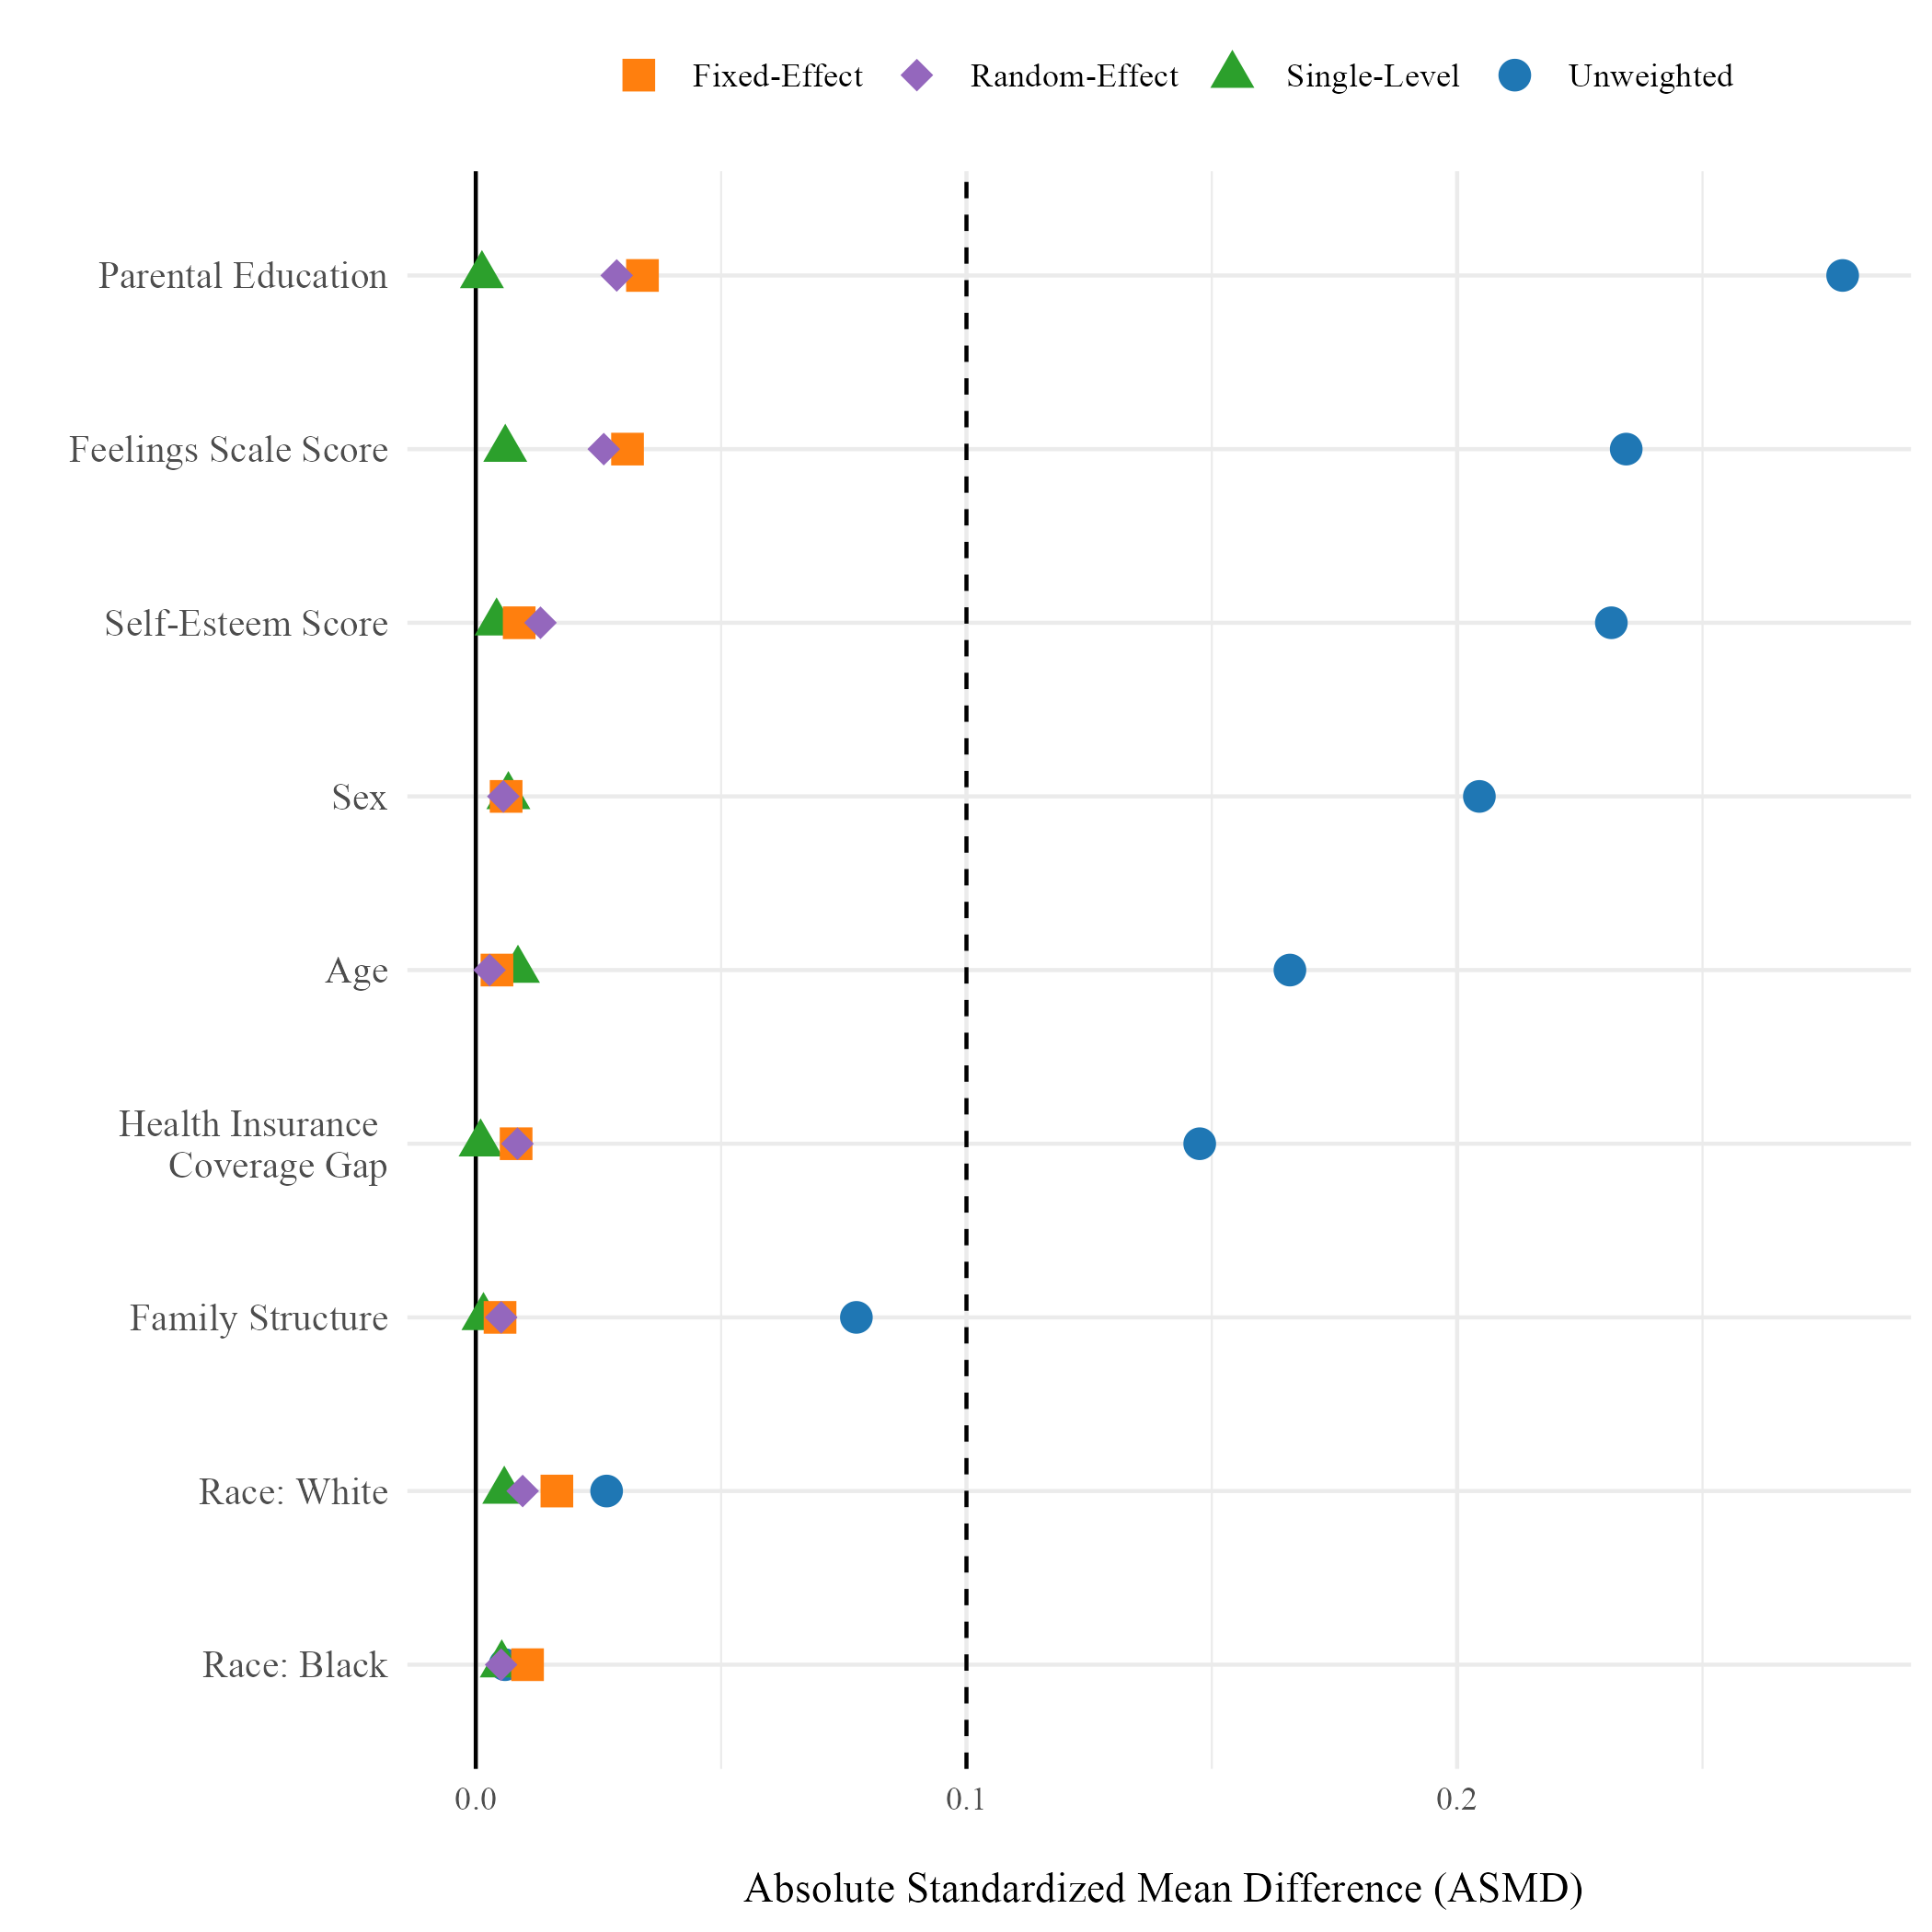 Fixed-Effect Random-Effect Single-Level Unweighted
Parental Education
Feelings Scale Score
Self-Esteem Score
Sex
Age
Health Insurance
Coverage Gap
Family Structure
Race: White
Race: Black
0.0 0.1 0.2
Absolute Standardized Mean Difference (ASMD)